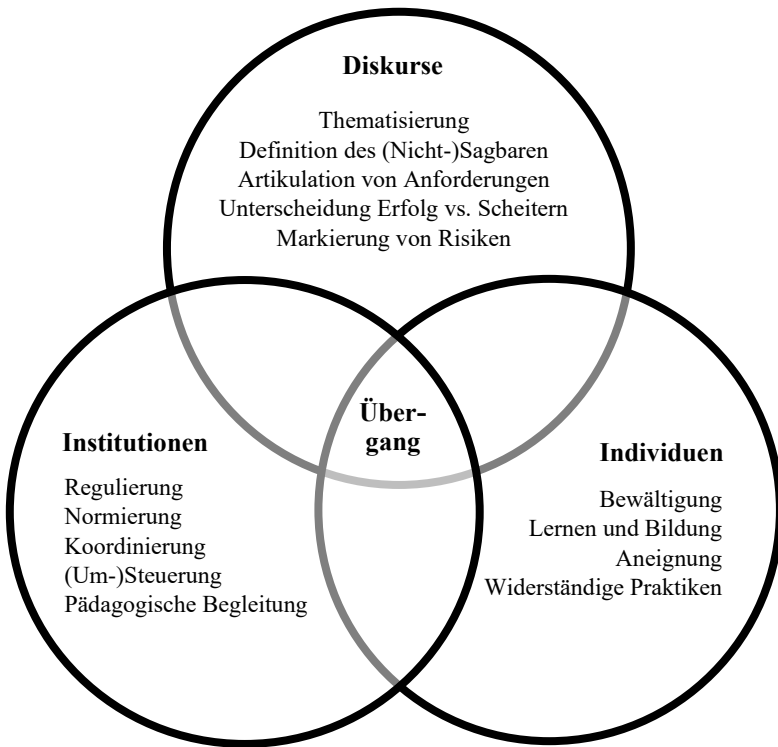 Diskurse
Thematisierung
Definition des (Nicht-)Sagbaren
Artikulation von Anforderungen
Unterscheidung Erfolg vs. Scheitern
Markierung von Risiken
Über-
gang
Institutionen
Regulierung
Normierung
Koordinierung
(Um-)Steuerung
Pädagogische Begleitung
Individuen
Bewältigung
Lernen und Bildung
Aneignung
Widerständige Praktiken